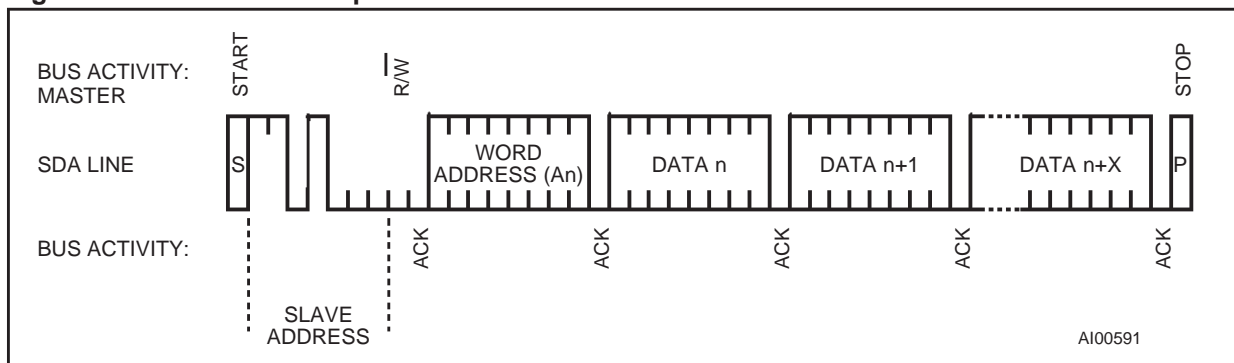 BUS ACTIVITY:
MASTER
START
R/W
STOP
SDA LINE
S
WORD
ADDRESS (An)
DATA n
DATA n+1
DATA n+X
P
BUS ACTIVITY:
ACK
ACK
ACK
ACK
ACK
SLAVE
ADDRESS
AI00591